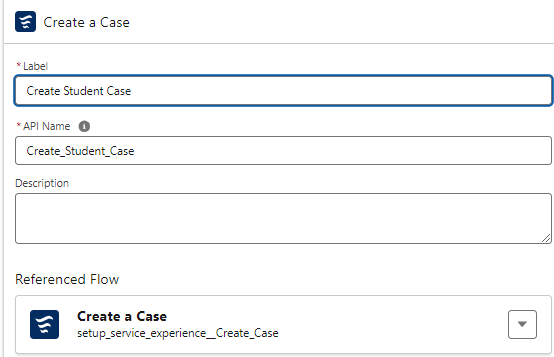 Create a Case
* Label
Create Student Case
* API Name
Create_Student_Case
Description
Referenced Flow
Create a Case
setup_service_experience__Create_Case